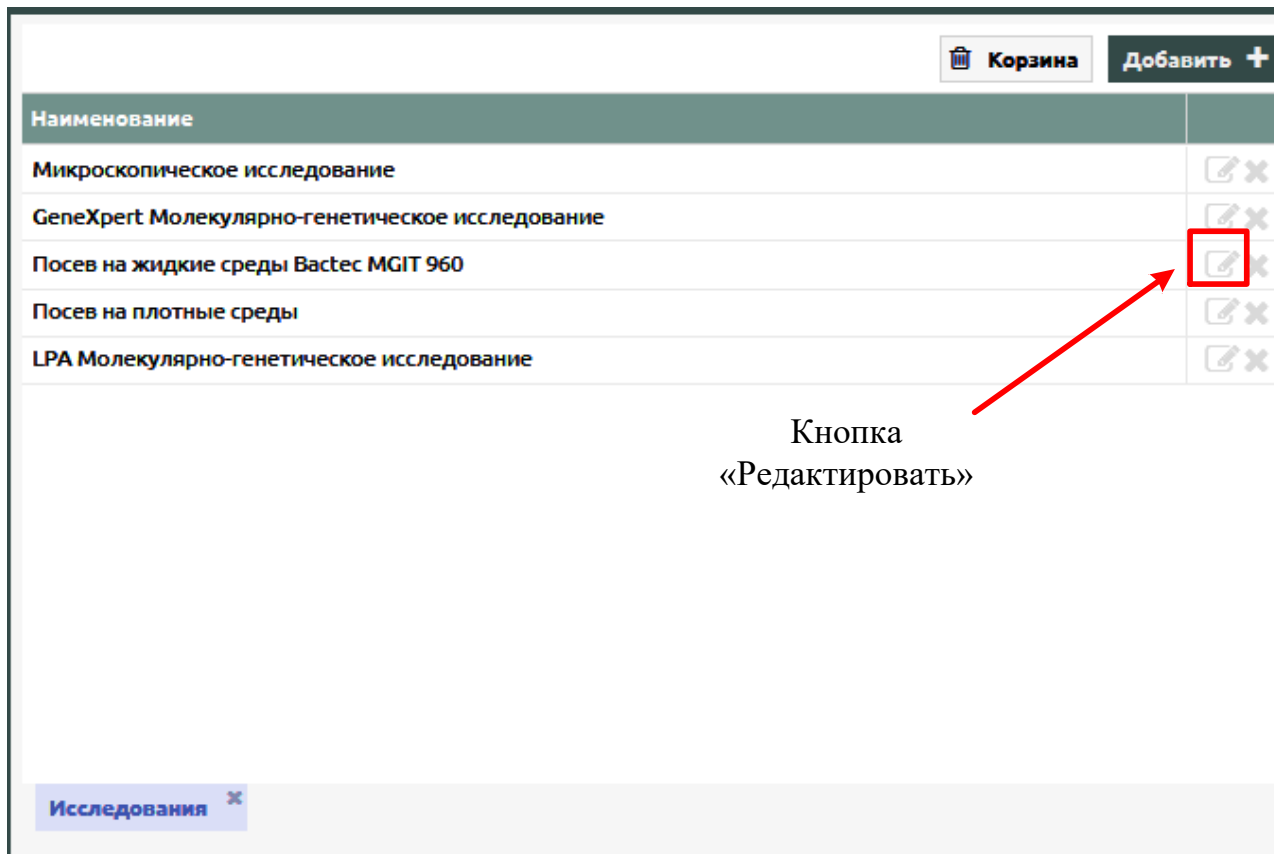 Корзина
Добавить
Наименование
Микроскопическое исследование
GeneXpert Молекулярно-генетическое исследование
Посев на жидкие среды Bactec MGIT 960
Посев на плотные среды
LPA Молекулярно-генетическое исследование
Кнопка
«Редактировать»
Исследования